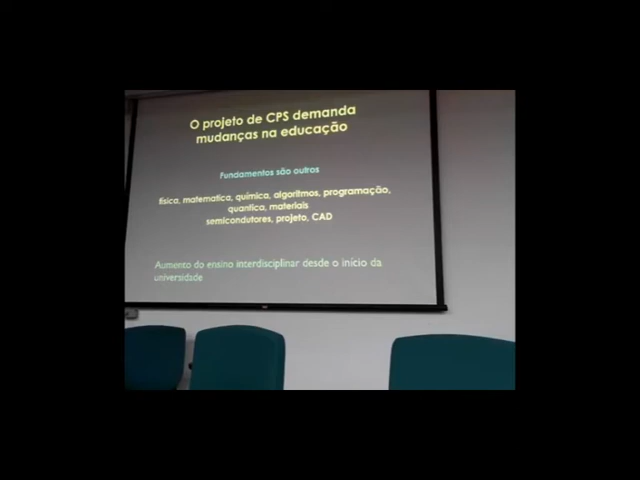 O projeto de CPS demanda
mudanças na educação
Fundamentos são outros
física, matematica, química, algoritmos, programação,
quantica, materiais
semicondutores, projeto, CAD
Aumento do ensino interdisciplinar desde o início da
universidade